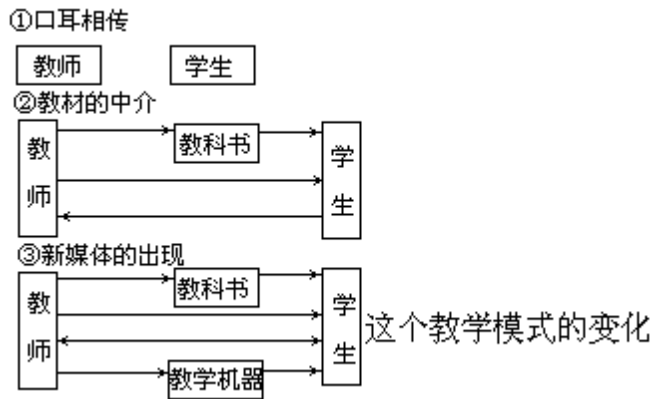 ①口耳相传
教师 学生
②教材的中介
教师
教科书
学生
③新媒体的出现
教师
教科书
学生
这个教学模式的变化
教学机器